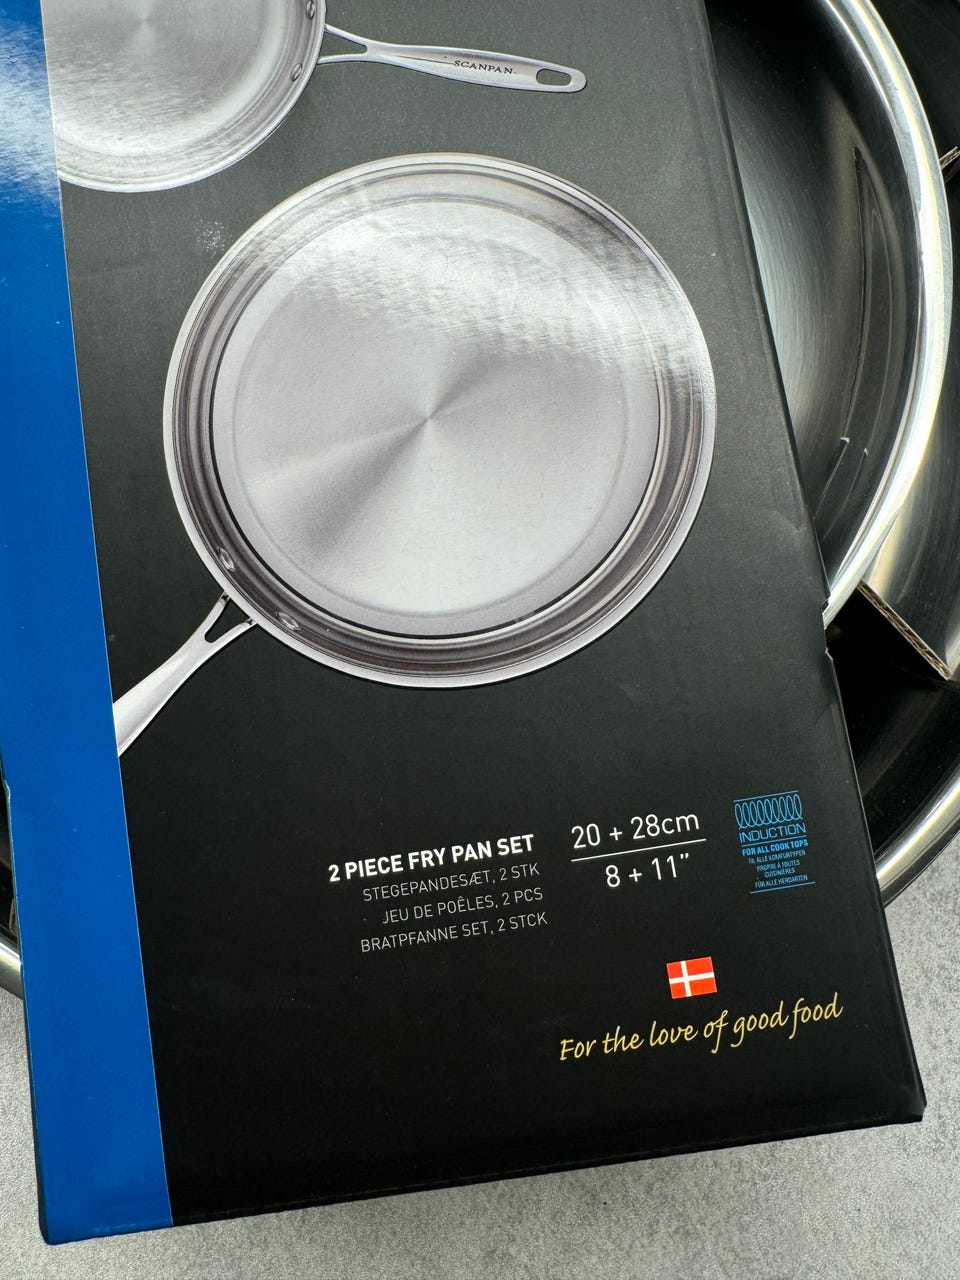 SCANPAN
2 PIECE FRY PAN SET
STEGEPANDESÆT, 2 STK
JEU DE POÊLES, 2 PCS
BRATPFANNE SET, 2 STCK
20 + 28cm
8 + 11”
INDUCTION
FOR ALL COOK TOPS
TIL ALLE KOMFURTYPER
PROPRE A TOUTES
CUISINIÈRES
FÜR ALLE HERDARTEN
For the love of good food